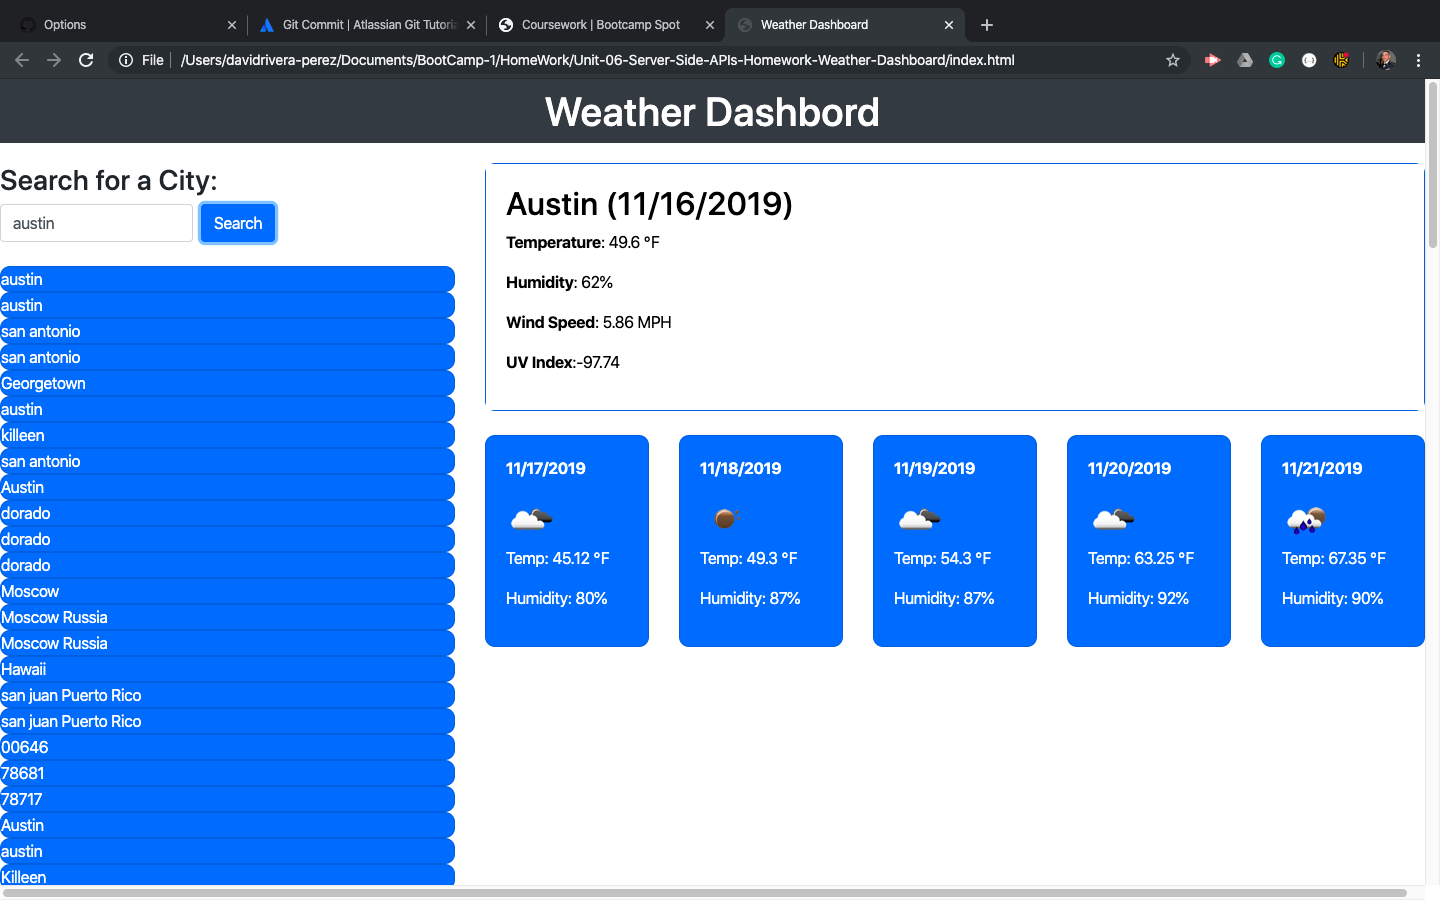 Options
Git Commit | Atlassian Git Tutoria
Coursework | Bootcamp Spot
Weather Dashboard
File
/Users/davidrivera-perez/Documents/BootCamp-1/HomeWork/Unit-06-Server-Side-APIs-Homework-Weather-Dashboard/index.html
Weather Dashbord
Search for a City:
austin
Search
austin
austin
san antonio
san antonio
Georgetown
austin
killeen
san antonio
Austin
dorado
dorado
dorado
Moscow
Moscow Russia
Moscow Russia
Hawaii
san juan Puerto Rico
san juan Puerto Rico
00646
78681
78717
Austin
austin
Killeen
Austin (11/16/2019)
Temperature: 49.6 °F
Humidity: 62%
Wind Speed: 5.86 MPH
UV Index:-97.74
11/17/2019
Temp: 45.12 °F
Humidity: 80%
11/18/2019
Temp: 49.3 °F
Humidity: 87%
11/19/2019
Temp: 54.3 °F
Humidity: 87%
11/20/2019
Temp: 63.25 °F
Humidity: 92%
11/21/2019
Temp: 67.35 °F
Humidity: 90%